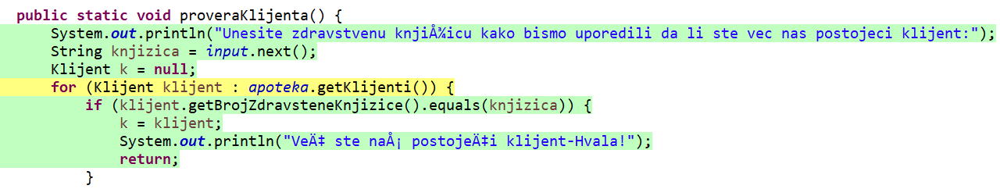 public static void proveraKlijenta() {
System.out.println("Unesite zdravstvenu knjiÅ¾icu kako bismo uporedili da li ste vec nas postojeci klijent:");
String knjizica = input.next();
Klijent k = null;
for (Klijent klijent : apoteka.getKlijenti()) {
if (klijent.getBrojZdravsteneKnjizice().equals(knjizica)) {
k = klijent;
System.out.println("VeÄ‡ ste naÅ¡ postojeÄ‡i klijent-Hvala!");
return;
}